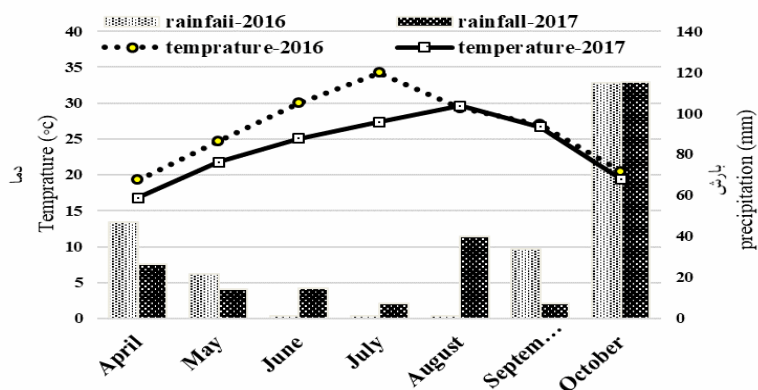 rainfaii-2016
rainfall-2017
temprature-2016
temperature-2017
دما
Temprature (◦c)
40
35
30
25
20
15
10
5
0
140
120
100
80
60
40
20
0
بارش
precipitation (mm)
April
May
June
July
August
Septem…
October